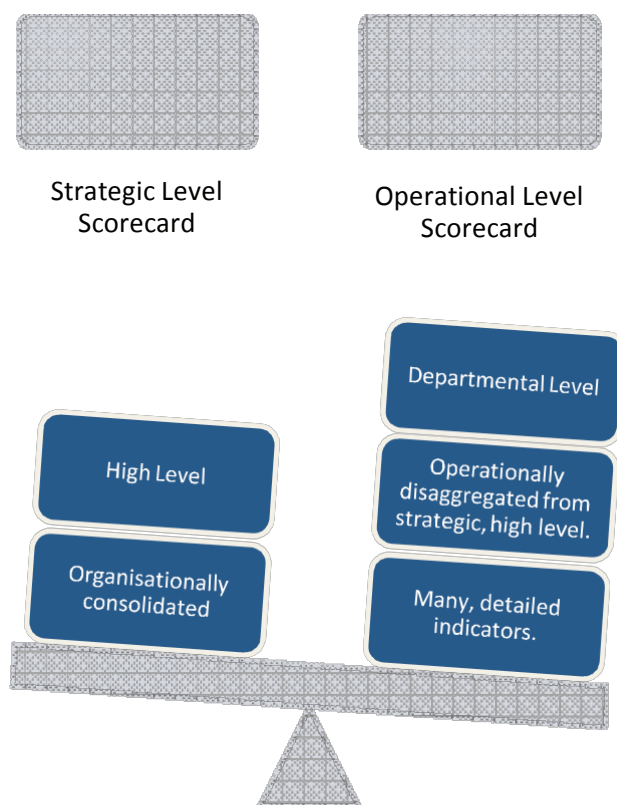 Strategic Level
Scorecard
Operational Level
Scorecard
Departmental Level
High Level
Operationally
disaggregated from
strategic, high level.
Organisationally
consolidated
Many, detailed
indicators.